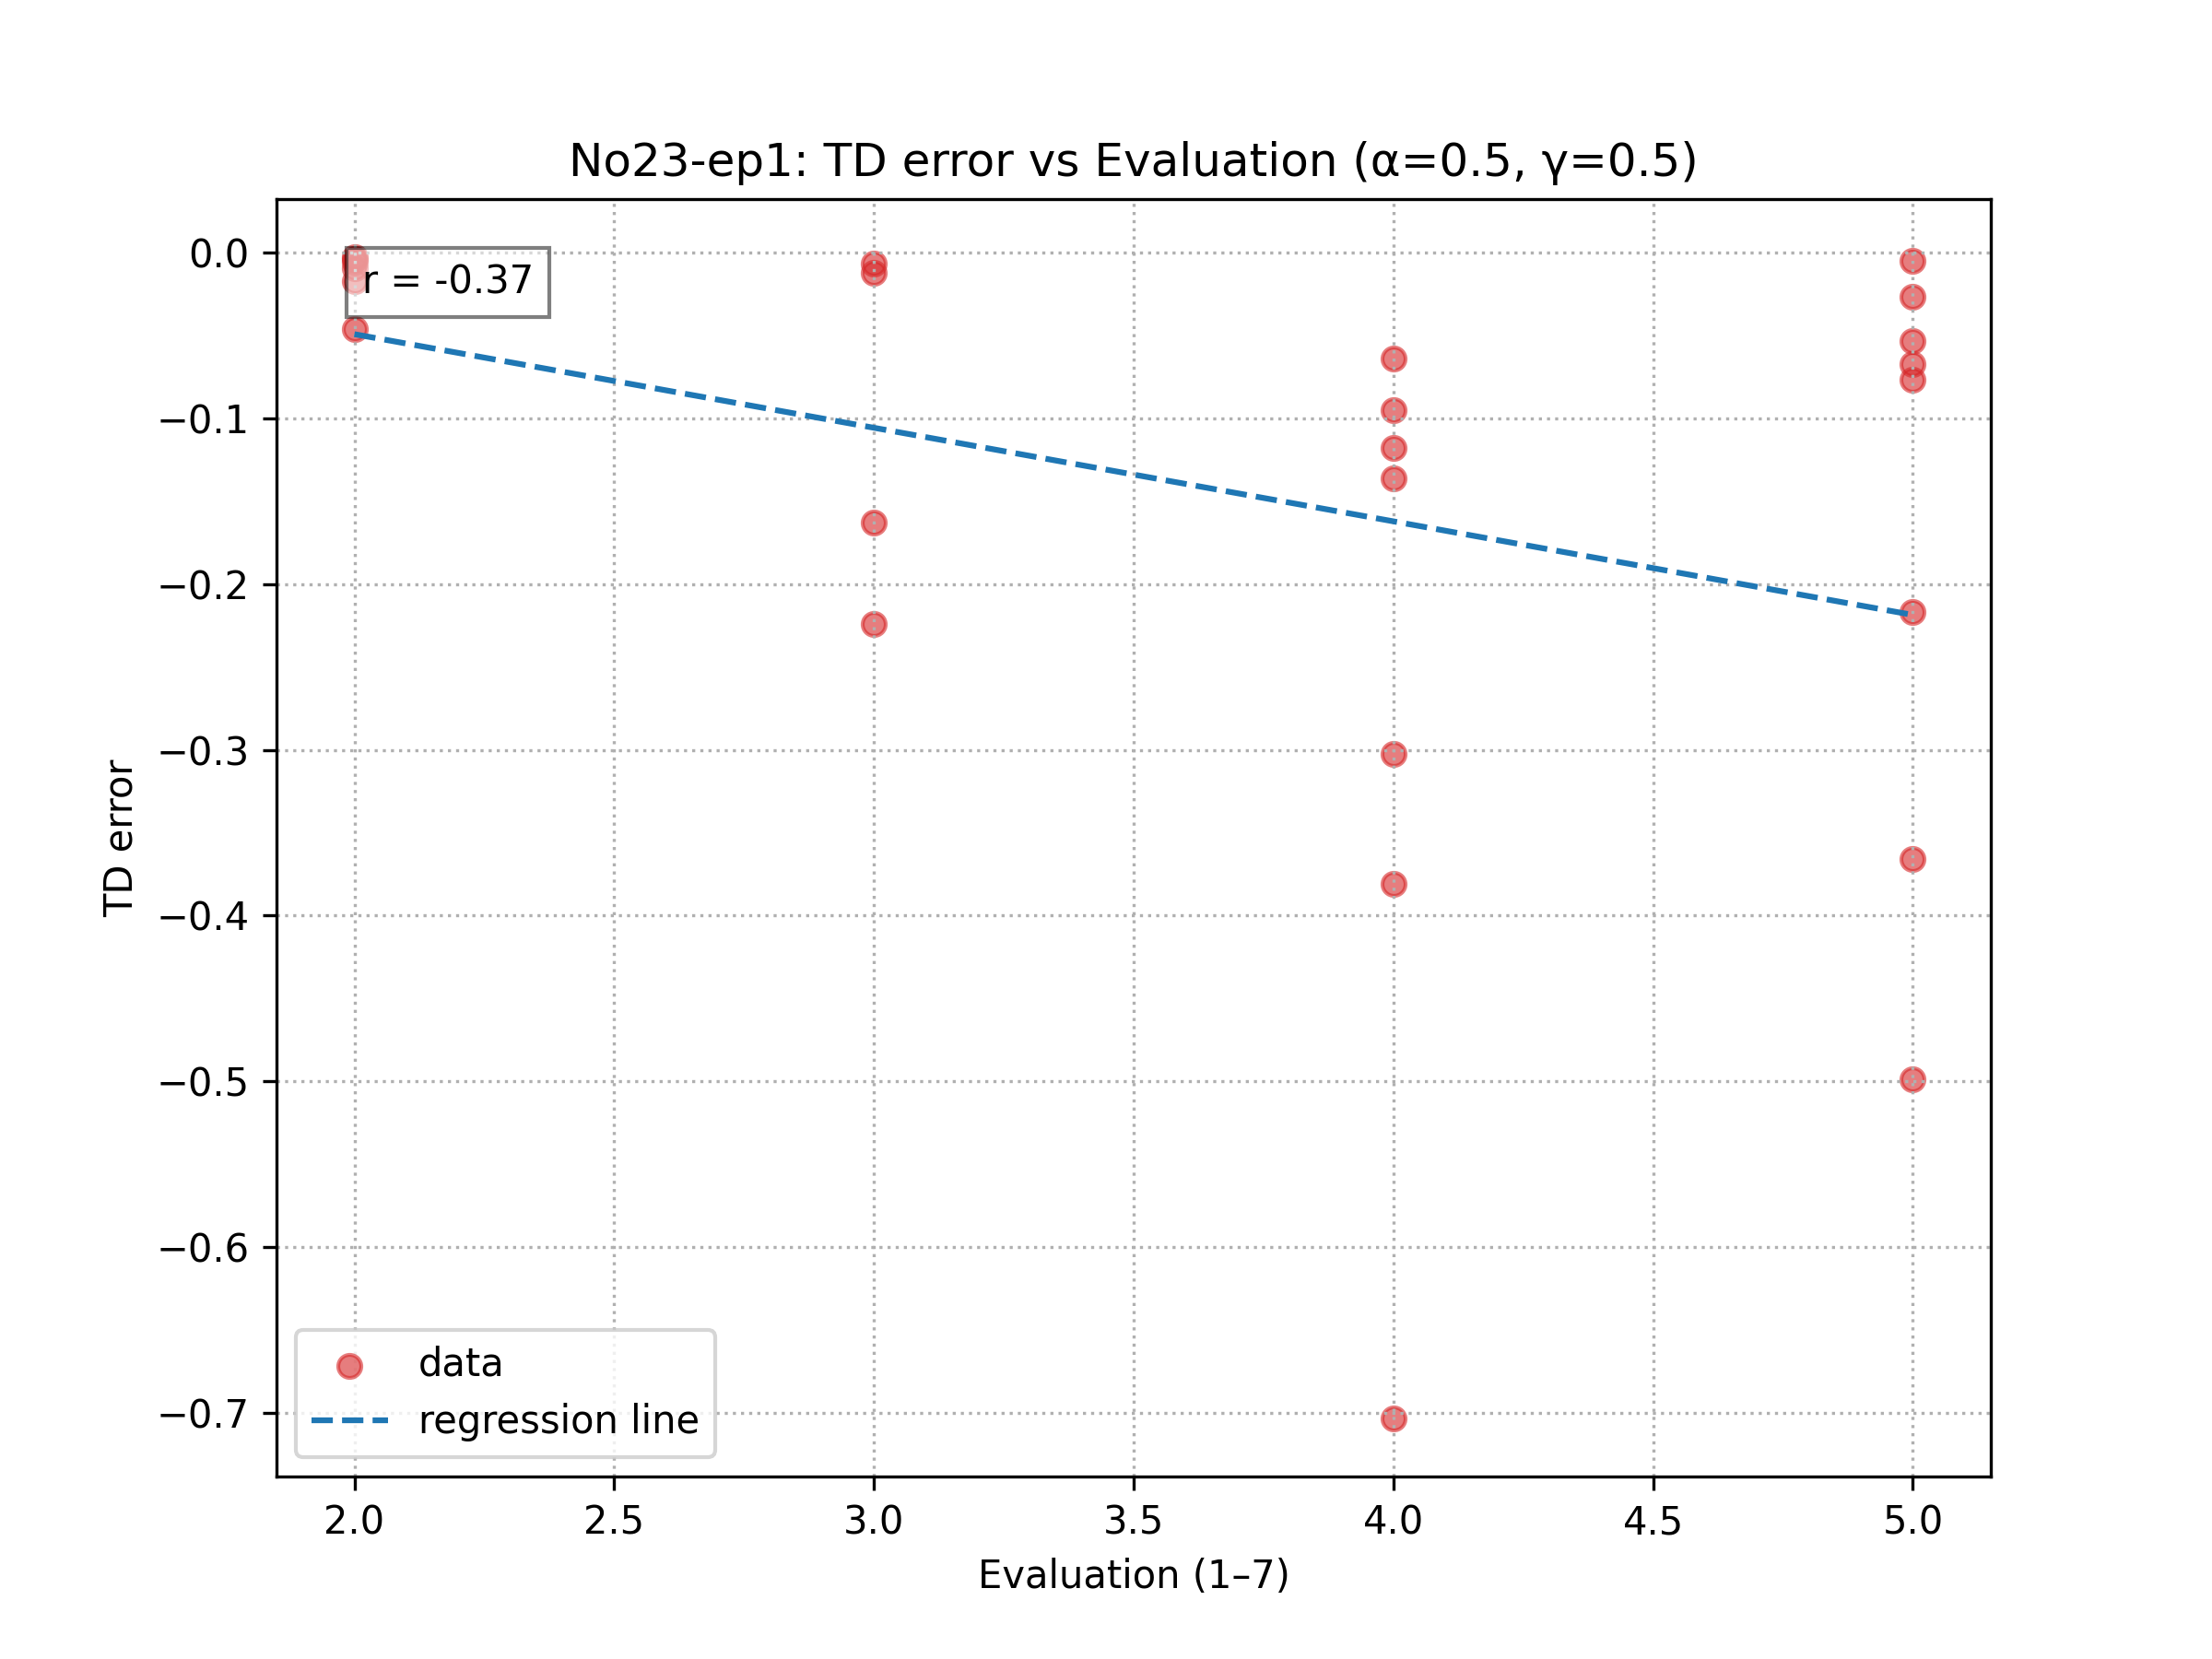 No23-ep1: TD error vs Evaluation (α=0.5, γ=0.5)
r = -0.37
0.0
−0.1
−0.2
−0.3
−0.4
−0.5
−0.6
−0.7
TD error
data
regression line
2.0 2.5 3.0 3.5 4.0 4.5 5.0
Evaluation (1–7)